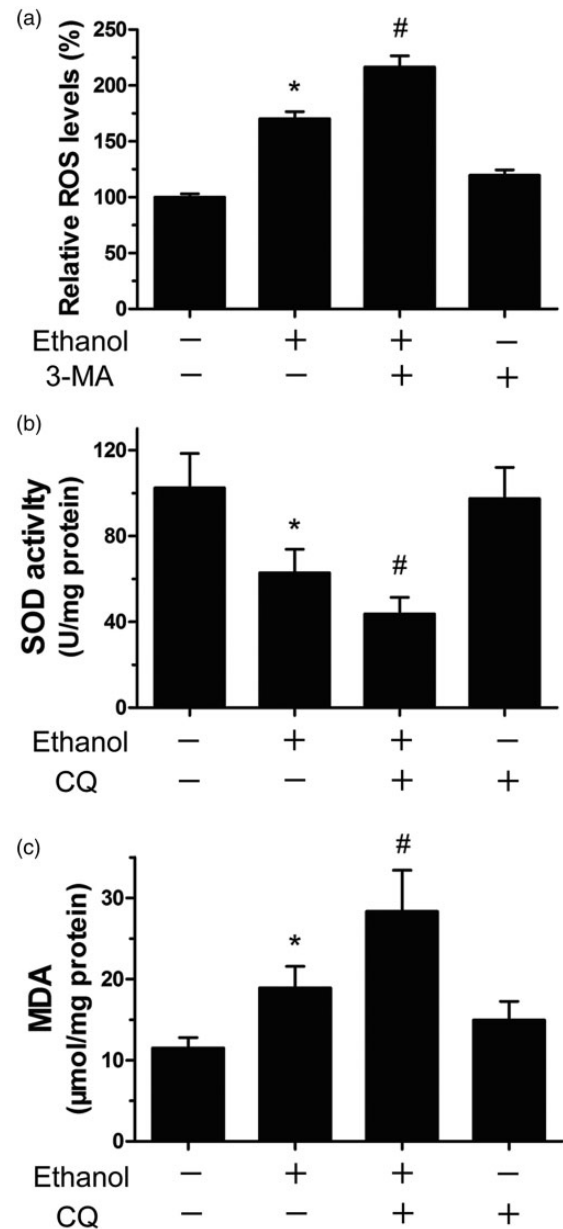 (a)
Relative ROS levels (%)
250
200
150
100
50
0
#
*
Ethanol − + + −
3-MA − − + +
(b)
SOD activity
(U/mg protein)
120
80
40
0
*
#
Ethanol − + + −
CQ − − + +
(c)
MDA
(μmol/mg protein)
30
20
10
0
#
*
Ethanol − + + −
CQ − − + +